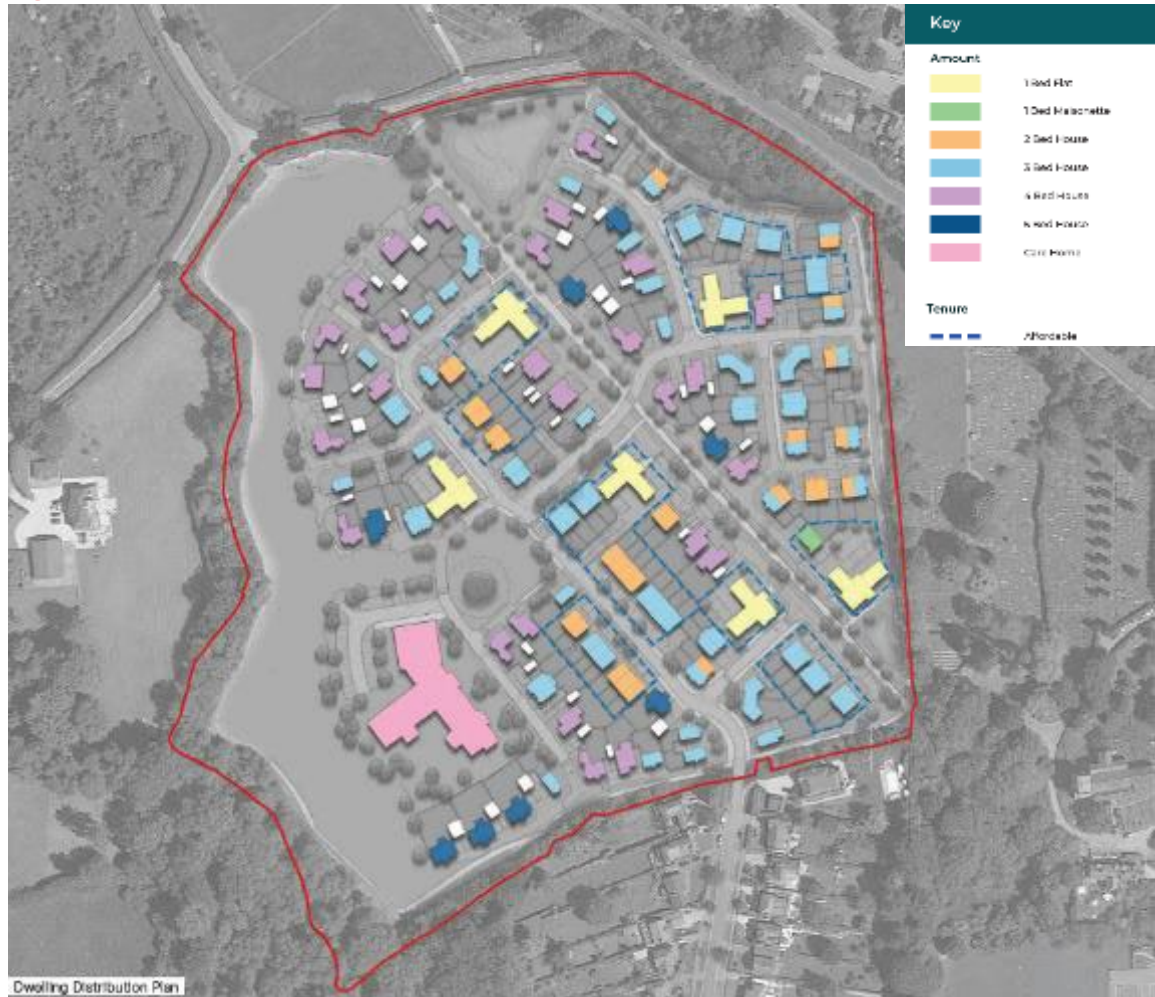 Key
Amount
1 Bed Flat
1 Bed Maisonette
2 Bed House
3 Bed House
4 Bed House
5 Bed House
Care Home
Tenure
Affordable
Dwelling Distribution Plan